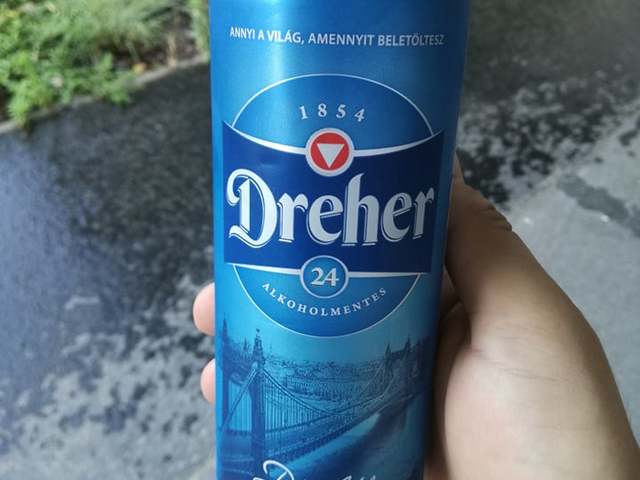 ANNYI A VILÁG, AMENNYIT BELETÖLTESZ
1854
Dreher
24
ALKOHOLMENTES